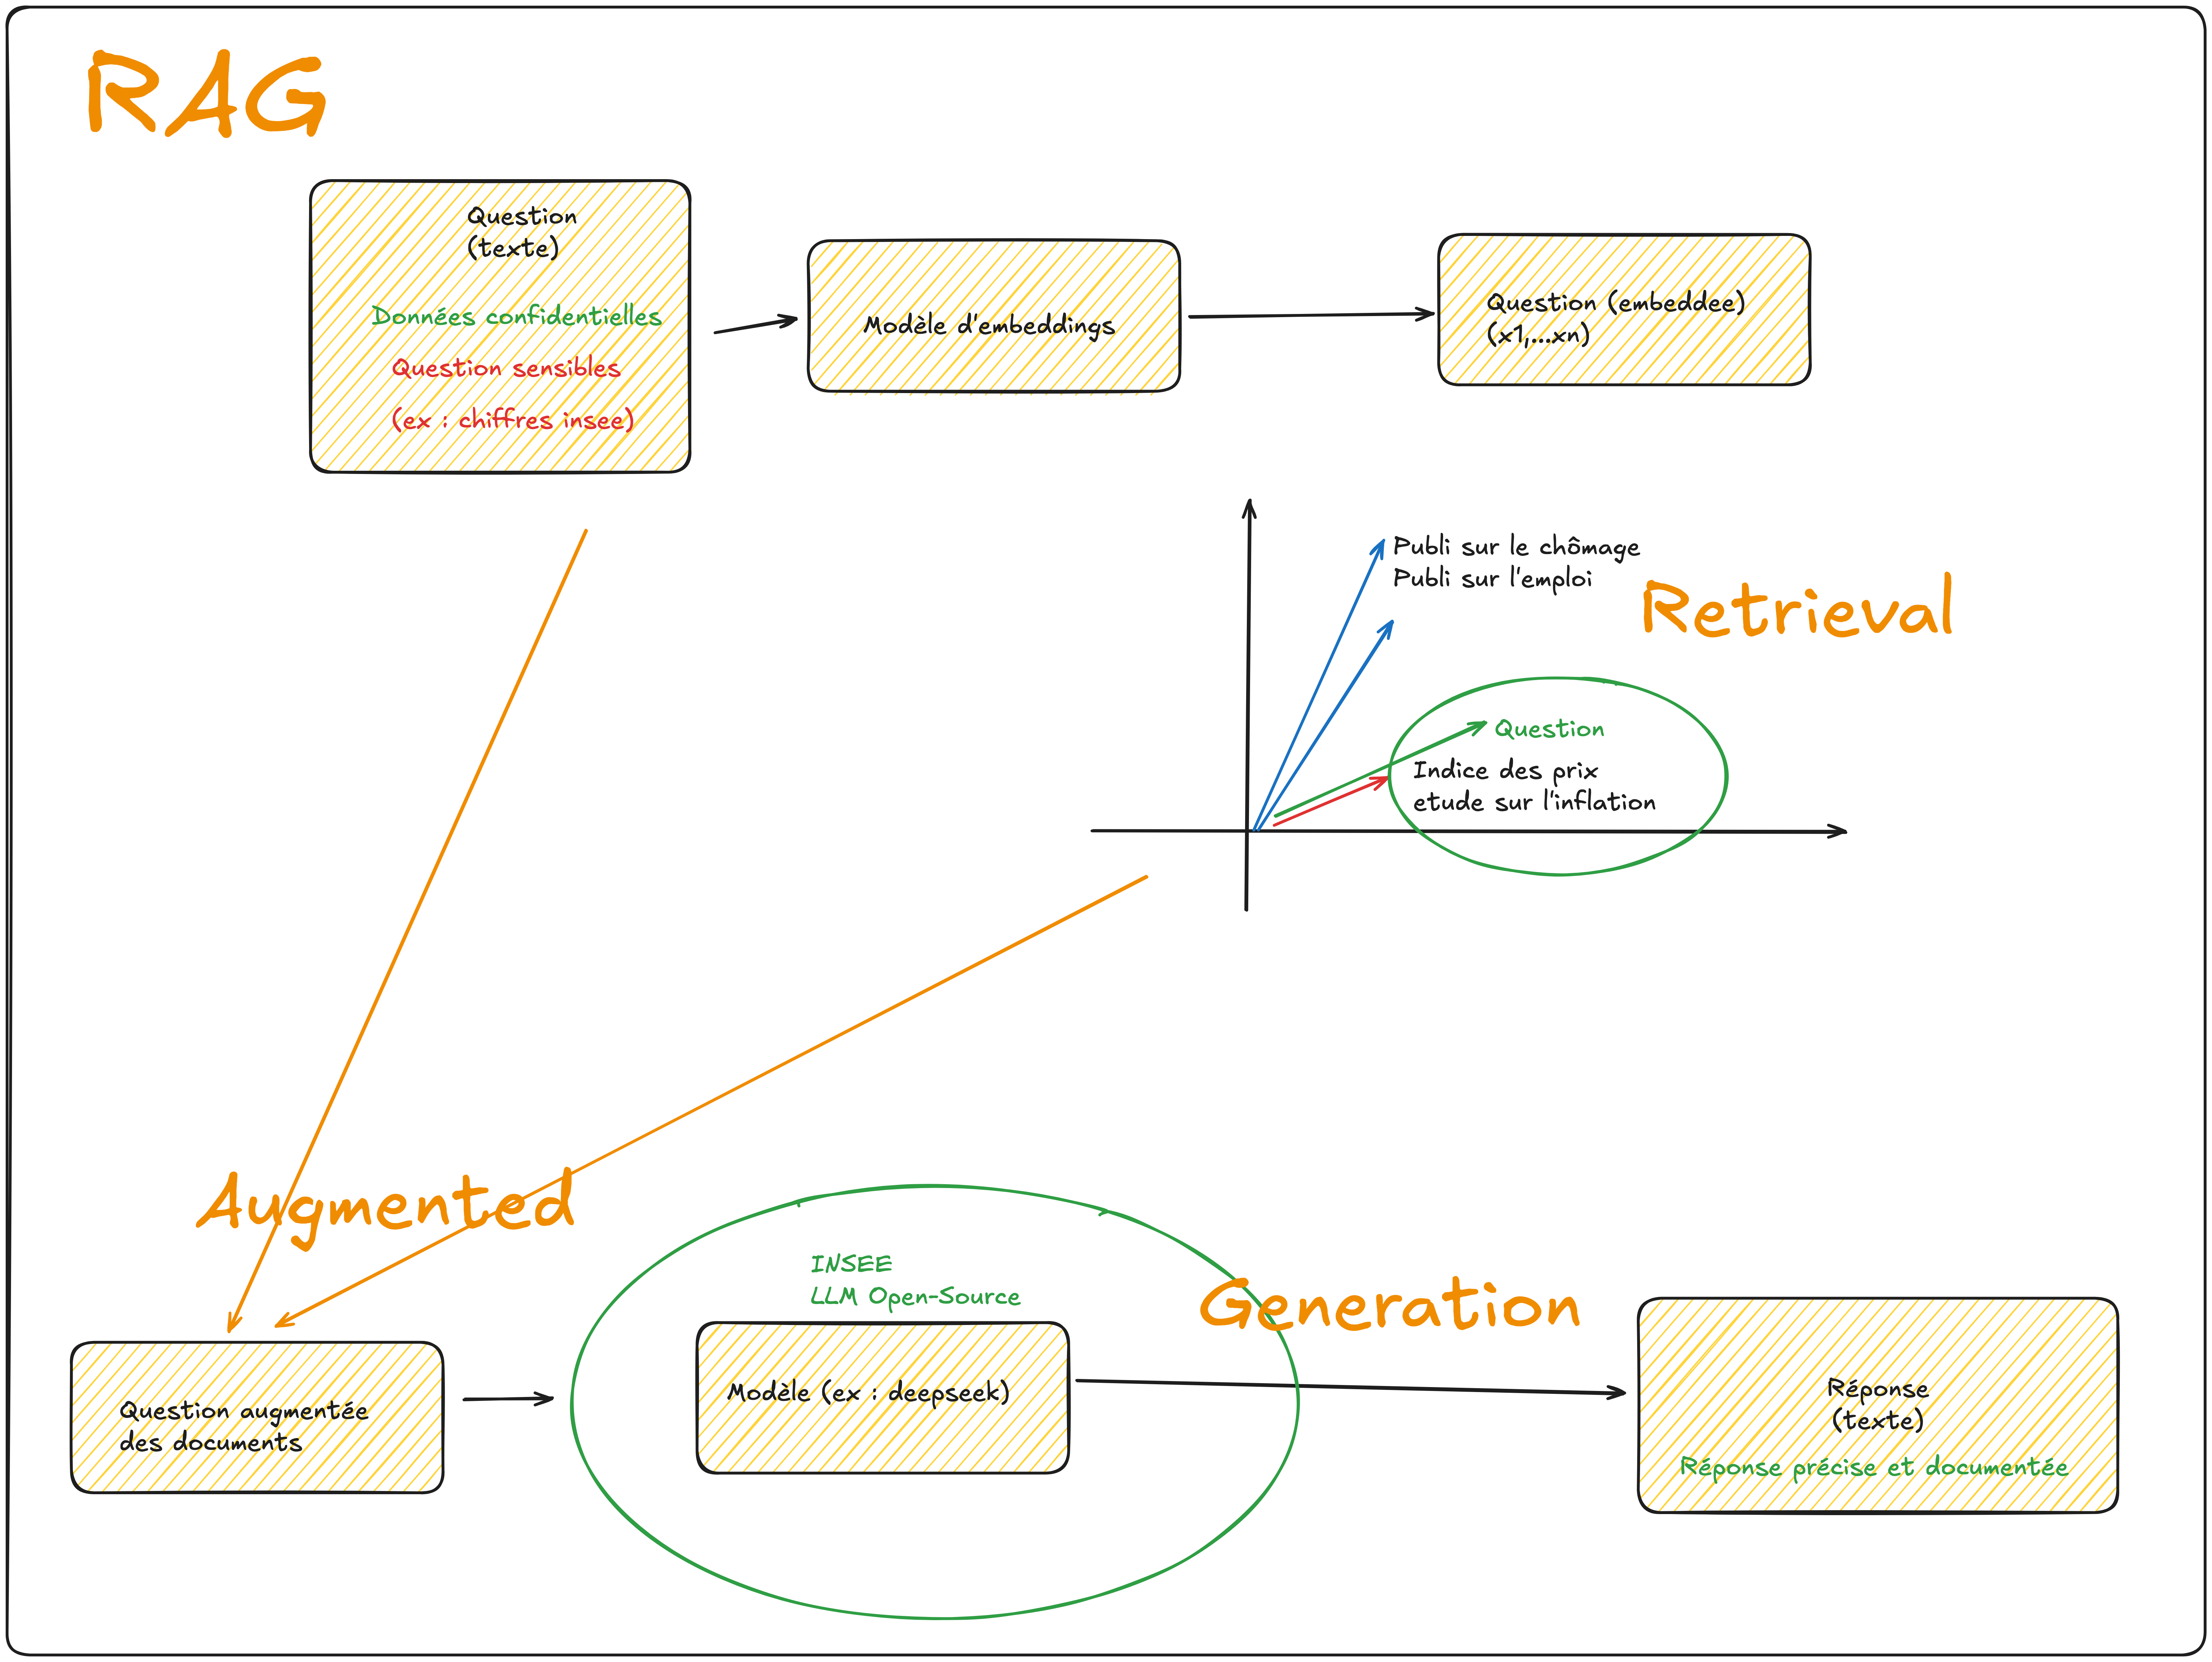 RAG
Question
(texte)
Données confidentielles
Question sensibles
(ex : chiffres insee)
Modèle d'embeddings
Question (embeddee)
(x1,...xn)
Publi sur le chômage
Publi sur l'emploi
Retrieval
Question
Indice des prix
etude sur l'inflation
Augmented
INSEE
LLM Open-Source
Generation
Question augmentée
des documents
Modèle (ex : deepseek)
Réponse
(texte)
Réponse précise et documentée